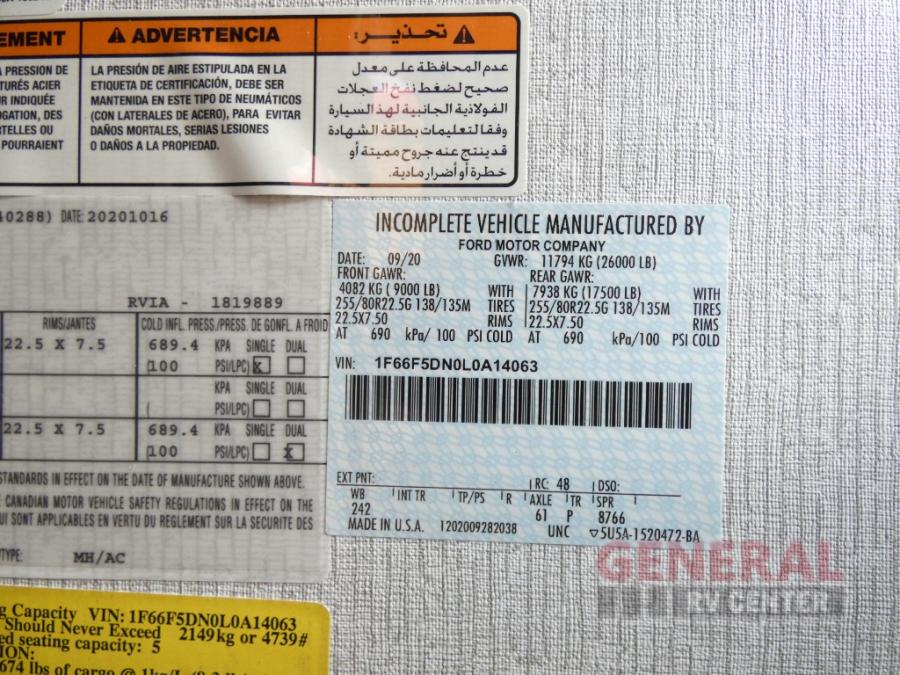 EMENT
A PRESSION DE
TURÉS ACIER
R INDIQUÉE
OGATION, DES
RTELLES OU
POURRAIENT
ADVERTENCIA
LA PRESIÓN DE AIRE ESTIPULADA EN LA
ETIQUETA DE CERTIFICACIÓN, DEBE SER
MANTENIDA EN ESTE TIPO DE NEUMÁTICOS
(CON LATERALES DE ACERO), PARA EVITAR
DAÑOS MORTALES, SERIAS LESIONES
O DAÑOS A LA PROPIEDAD.
تحذير:
عدم المحافظة على معدل
صحيح لضغط نفخ العجلات
الفولاذية الجانبية لهذ السيارة
وفقا لتعليمات بطاقة الشهادة
قد ينتج عنه جروح مميتة أو
خطرة أو أضرار مادية.
40288) DATE: 20201016
RVIA - 1819889
RIMS/JANTES COLD INFL. PRESS./PRESS. DE GONFL. A FROID
22.5 X 7.5 689.4 KPA SINGLE DUAL
100 PSI/LPC) X
KPA SINGLE DUAL
( PSI/LPC)
22.5 X 7.5 689.4 KPA SINGLE DUAL
100 PSI/LPC) X
STANDARDS IN EFFECT ON THE DATE OF MANUFACTURE SHOWN ABOVE.
CANADIAN MOTOR VEHICLE SAFETY REGULATIONS IN EFFECT ON THE
UI SONT APPLICABLES EN VERTU DU REGLEMENT SUR LA SECURITE DES
TYPE: MH/AC
INCOMPLETE VEHICLE MANUFACTURED BY
FORD MOTOR COMPANY
DATE: 09/20 GVWR: 11794 KG (26000 LB)
FRONT GAWR: REAR GAWR:
4082 KG ( 9000 LB) WITH 7938 KG (17500 LB) WITH
255/80R22.5G 138/135M TIRES 255/80R22.5G 138/135M TIRES
22.5X7.50 RIMS 22.5X7.50 RIMS
AT 690 kPa/ 100 PSI COLD AT 690 kPa/ 100 PSI COLD
VIN: 1F66F5DN0L0A14063
EXT PNT: RC: 48 DSO:
WB INT TR TP/PS R AXLE TR SPR
242 61 P 8766
MADE IN U.S.A. 1202009282038 UNC 5U5A-1520472-BA
GENERAL
RV CENTER
g Capacity VIN: 1F66F5DN0L0A14063
Should Never Exceed 2149kg or 4739#
ed seating capacity: 5
ION:
674 lbs of cargo @ 1kg/L